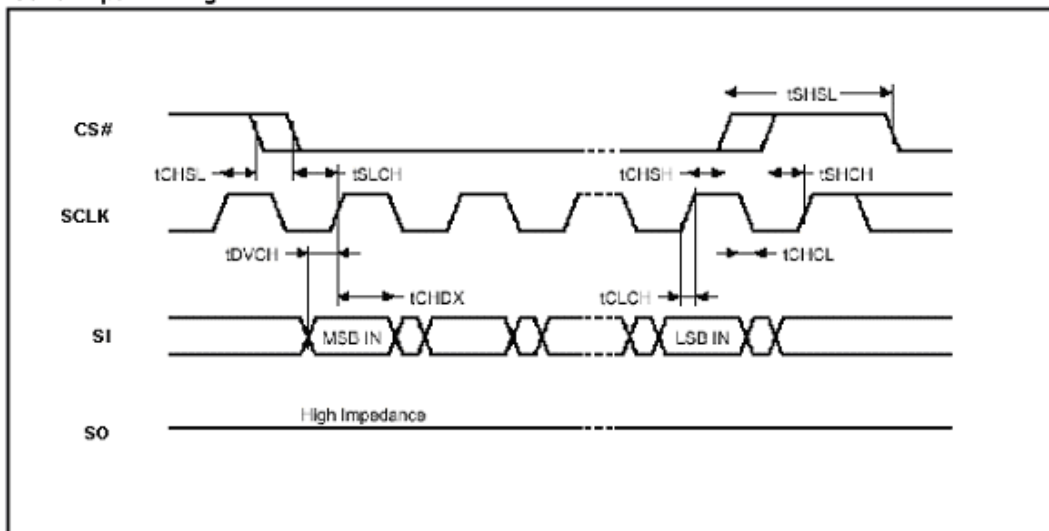 tSHSL
CS#
tCHSL
tSLCH
tCHSH
tSHCH
SCLK
tDVCH
tCHCL
tCHDX
tCLCH
SI
MSB IN
LSB IN
High Impedance
SO